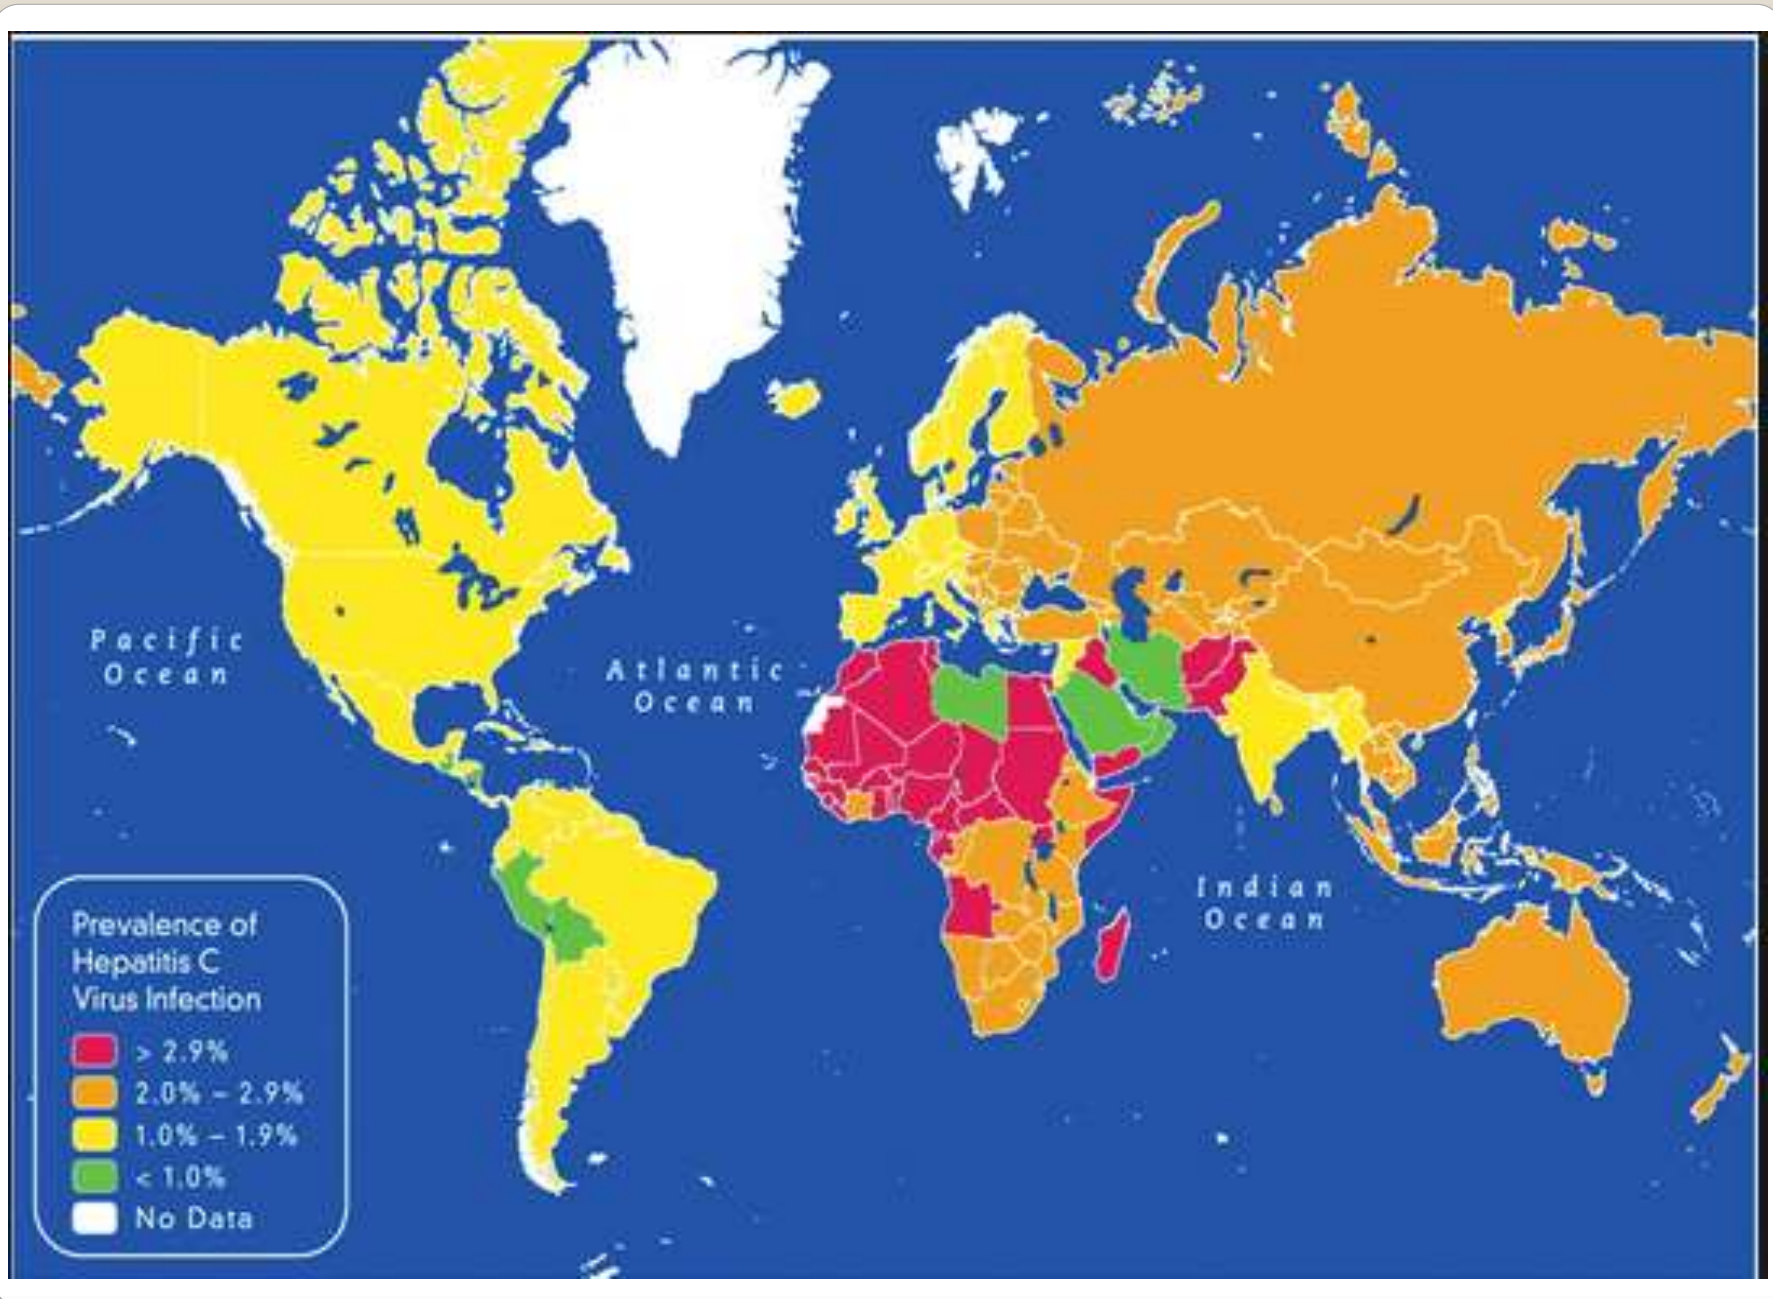 Pacific
Ocean
Atlantic
Ocean
Indian
Ocean
Prevalence of
Hepatitis C
Virus Infection
> 2.9%
2.0% – 2.9%
1.0% – 1.9%
< 1.0%
No Data